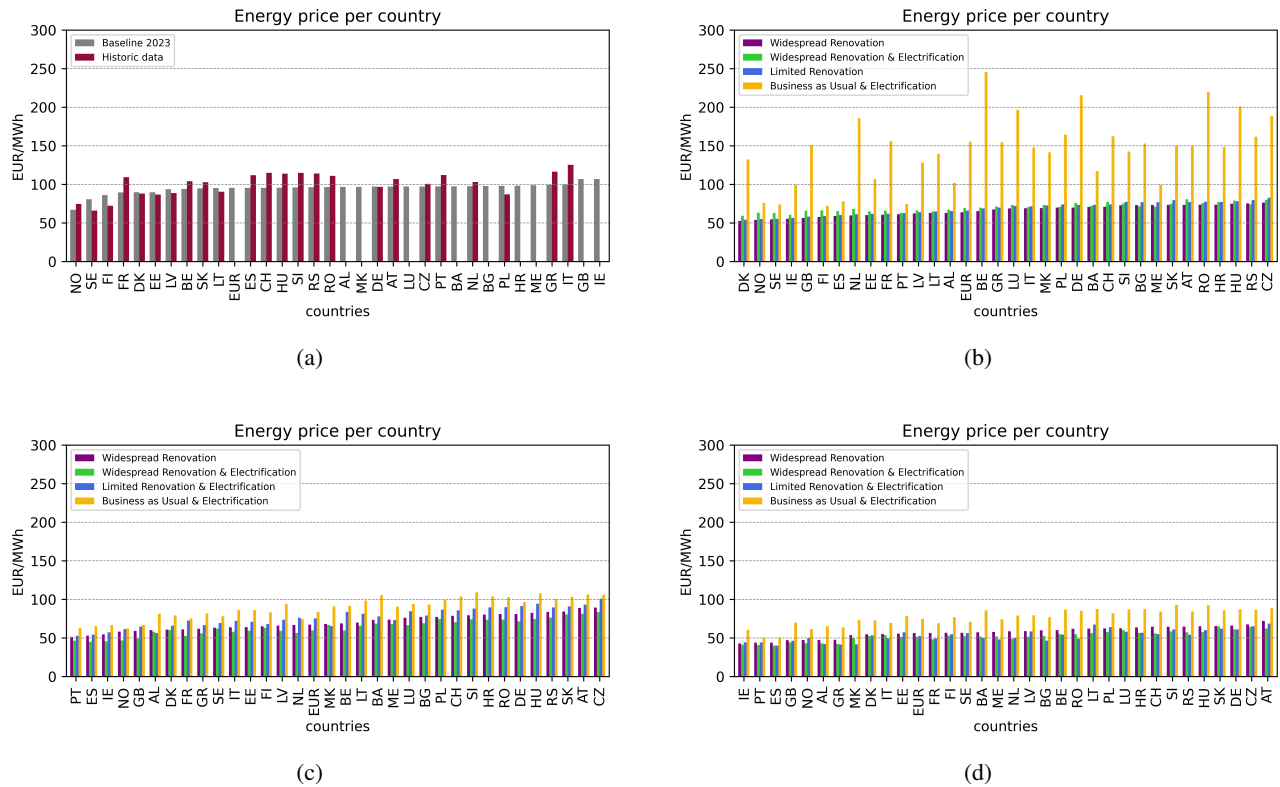 Energy price per country
300
250
200
150
100
50
0
EUR/MWh
Baseline 2023
Historic data
NO SE FI FR DK EE LV BE SK LT EUR ES CH HU SI RS RO AL MK DE AT LU CZ PT BA NL BG PL HR ME GR IT GB IE
countries
(a)
Energy price per country
300
250
200
150
100
50
0
EUR/MWh
Widespread Renovation
Widespread Renovation & Electrification
Limited Renovation
Business as Usual & Electrification
DK NO SE IE GB FI ES NL EE FR PT LV LT AL EUR BE GR LU IT MK PL DE BA CH SI BG ME SK AT RO HR HU RS CZ
countries
(b)
Energy price per country
300
250
200
150
100
50
0
EUR/MWh
Widespread Renovation
Widespread Renovation & Electrification
Limited Renovation & Electrification
Business as Usual & Electrification
PT ES IE NO GB AL DK FR GR SE IT EE FI LV NL EUR MK BE LT BA ME LU BG PL CH SI HR RO DE HU RS SK AT CZ
countries
(c)
Energy price per country
300
250
200
150
100
50
0
EUR/MWh
Widespread Renovation
Widespread Renovation & Electrification
Limited Renovation & Electrification
Business as Usual & Electrification
IE PT ES GB NO AL GR MK DK IT EE EUR FR FI SE BA ME NL LV BG BE RO LT PL LU HR CH SI RS HU SK DE CZ AT
countries
(d)